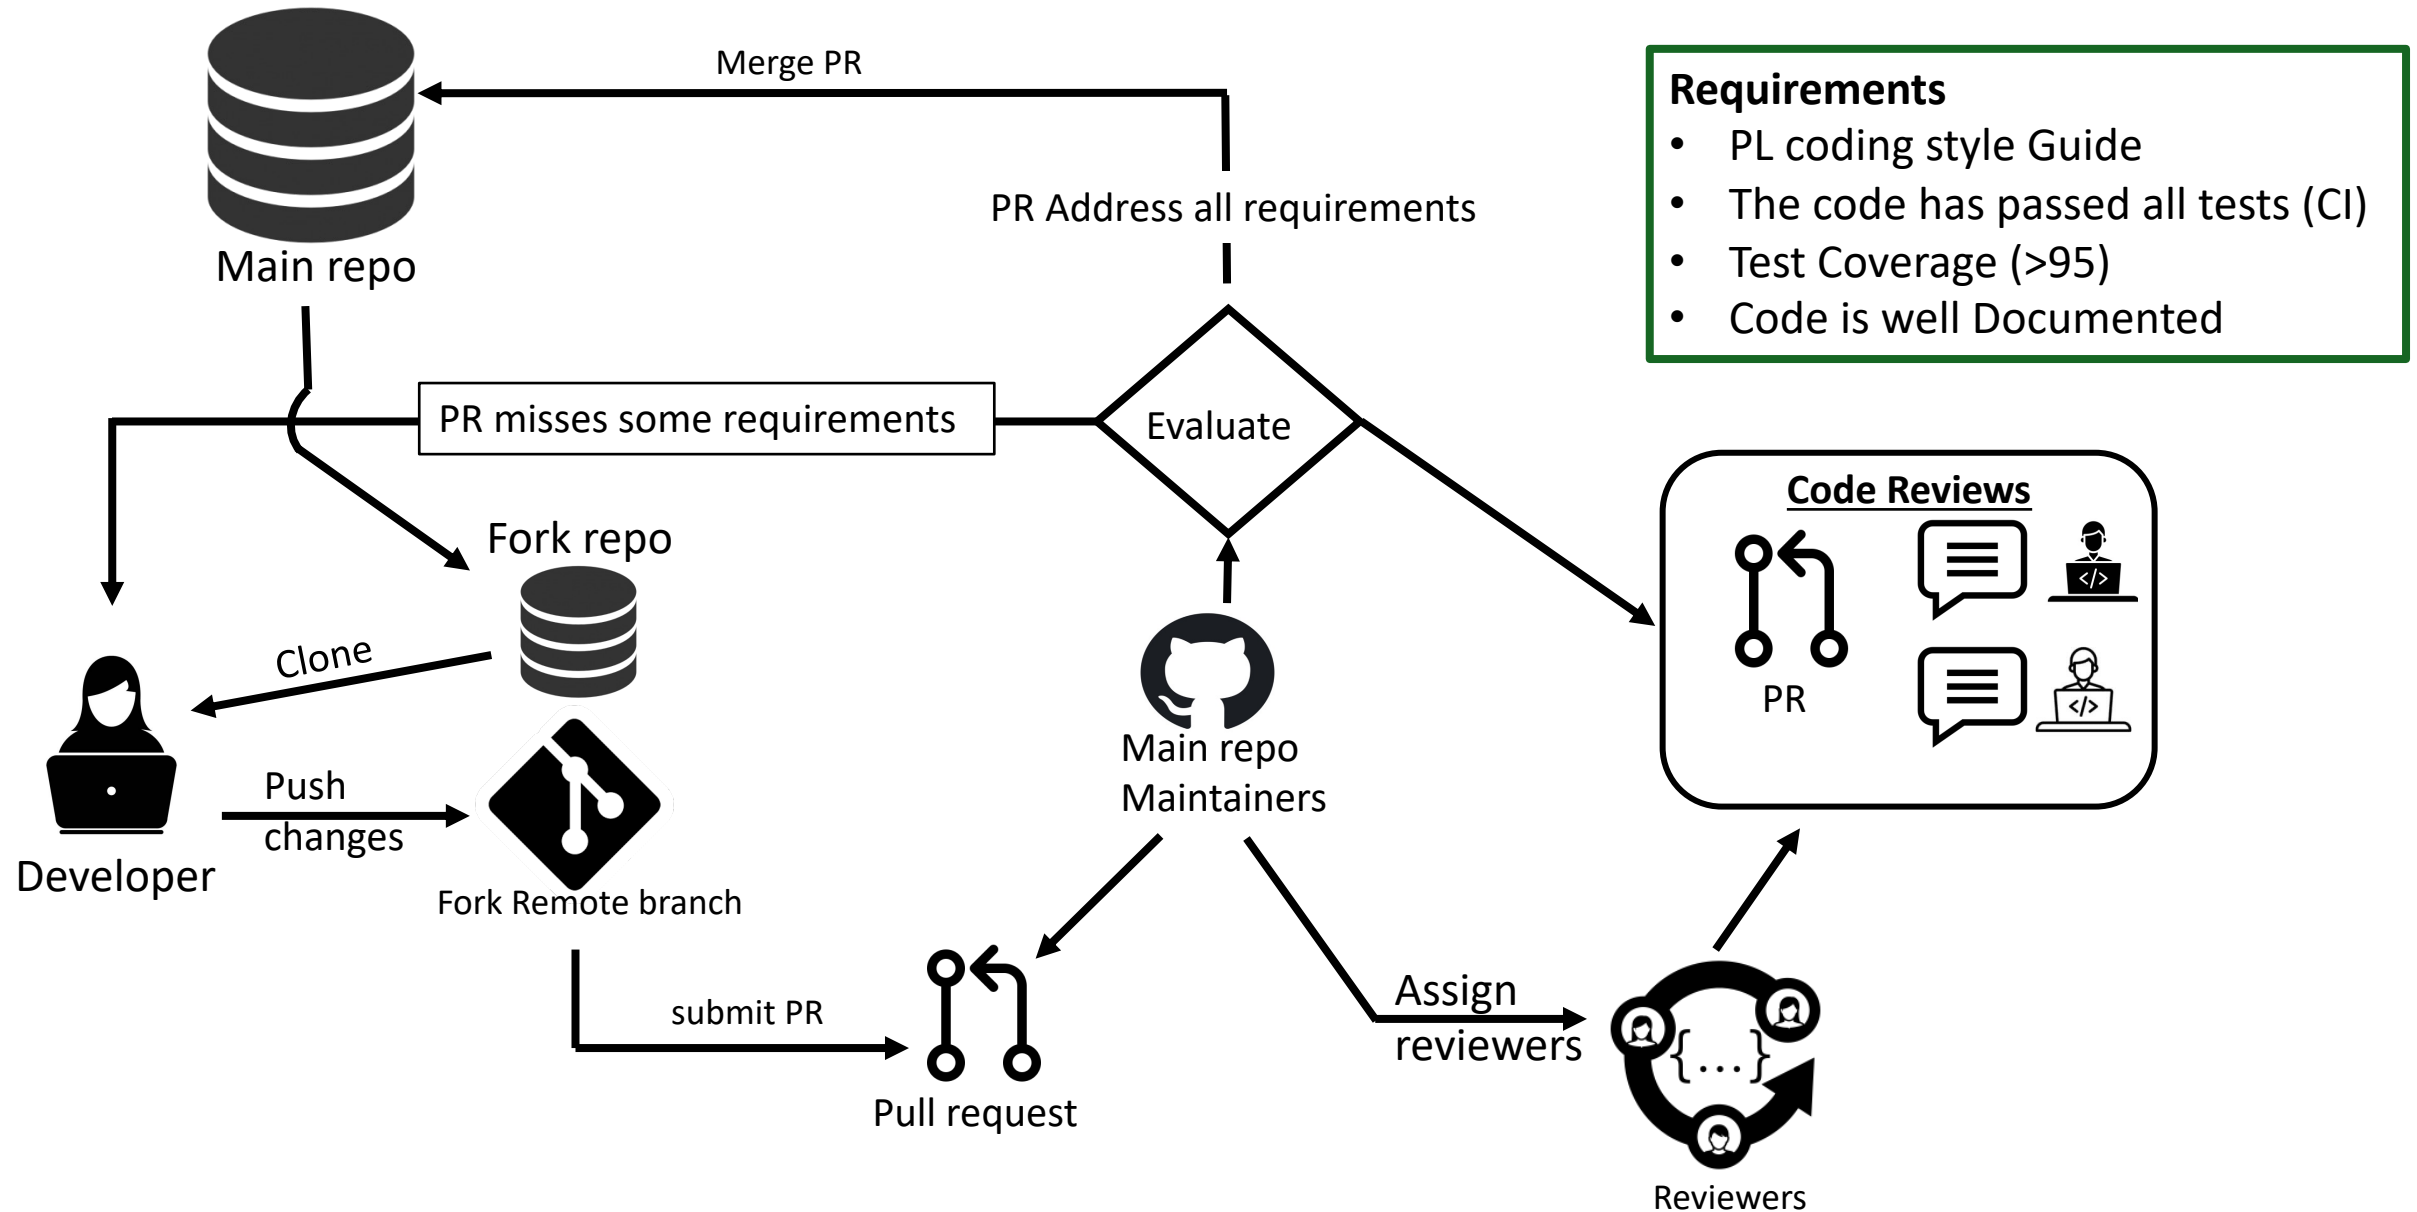 Merge PR
Main repo
PR Address all requirements
Requirements
• PL coding style Guide
• The code has passed all tests (CI)
• Test Coverage (>95)
• Code is well Documented
PR misses some requirements
Evaluate
Fork repo
Clone
Developer
Push
changes
Fork Remote branch
submit PR
Pull request
Main repo
Maintainers
Assign
reviewers
Code Reviews
</>
PR
</>
{...}
Reviewers